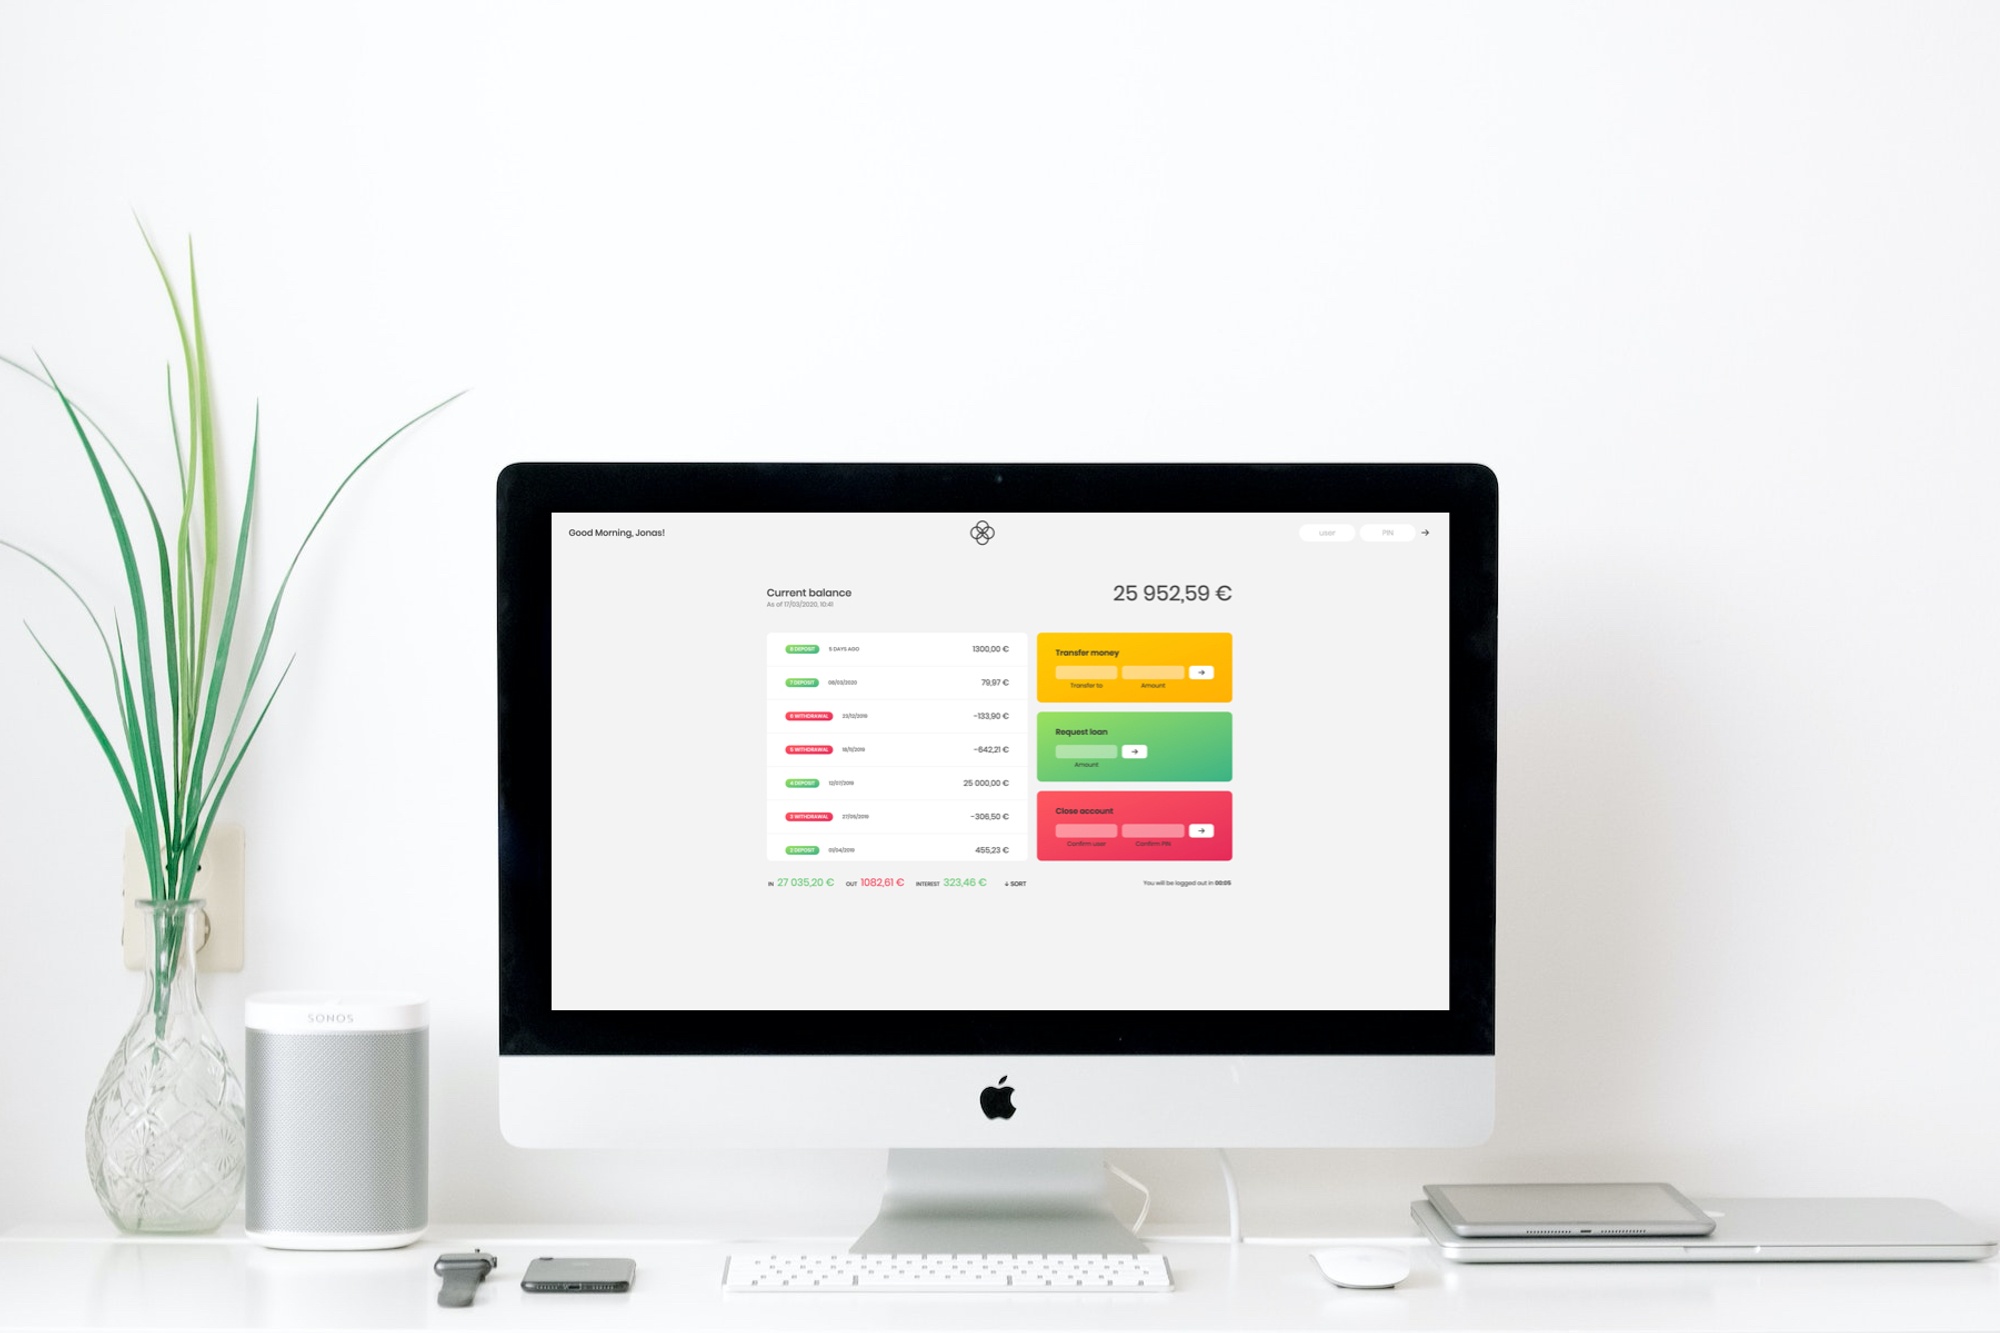 Good Morning, Jonas!
user
PIN
Current balance
As of 17/03/2020, 10:41
25 952,59 €
8 DEPOSIT 5 DAYS AGO 1300,00 €
7 DEPOSIT 08/03/2020 79,97 €
WITHDRAWAL 23/12/2019 -133,90 €
5 WITHDRAWAL 18/11/2019 -642,21 €
4 DEPOSIT 12/07/2019 25 000,00 €
3 WITHDRAWAL 27/05/2019 -306,50 €
2 DEPOSIT 01/04/2019 455,23 €
Transfer money
Transfer to Amount
Request loan
Amount
Close account
Confirm user Confirm PIN
IN 27 035,20 € OUT 1082,61 € INTEREST 323,46 € ↓ SORT
You will be logged out in 00:05
SONOS